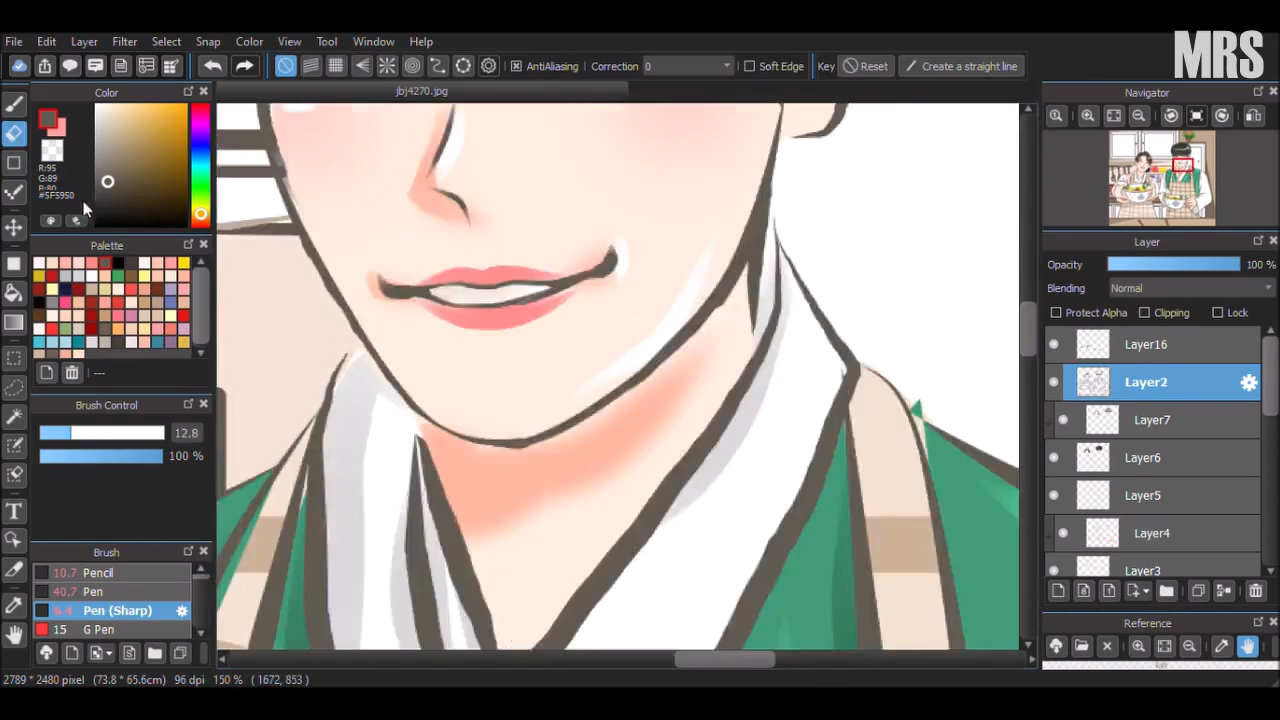 MRS
File Edit Layer Filter Select Snap Color View Tool Window Help
AntiAliasing Correction 0 Soft Edge Key Reset Create a straight line
Color
jbj4270.jpg
Navigator
R:95
G:89
B:80
#5F5950
Palette
Layer
Opacity 100 %
Blending Normal
Protect Alpha Clipping Lock
Layer16
---
Layer2
Brush Control
Layer7
12.8
100 %
Layer6
Layer5
Layer4
Brush
Layer3
10.7 Pencil
40.7 Pen
Pen (Sharp)
15 G Pen
Reference
2789 * 2480 pixel (73.8 * 65.6cm) 96 dpi 150 % ( 1672, 853 )